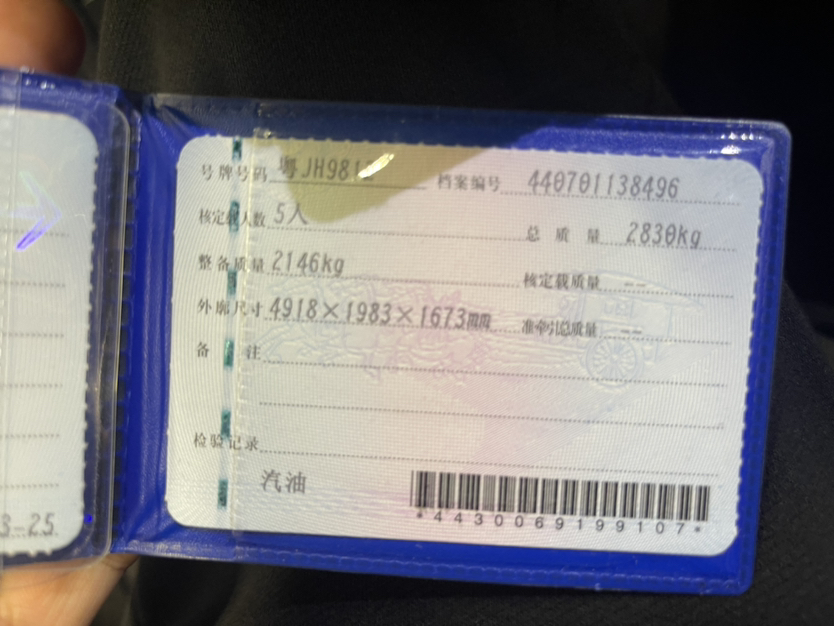 号牌号码 粤JH981 档案编号 440701138496
核定载人数 5人 总质量 2830kg
整备质量 2146kg 核定载质量 --
外廓尺寸 4918×1983×1673mm 准牵引总质量 --
备注
检验记录
汽油
*4430069199107*
3-25